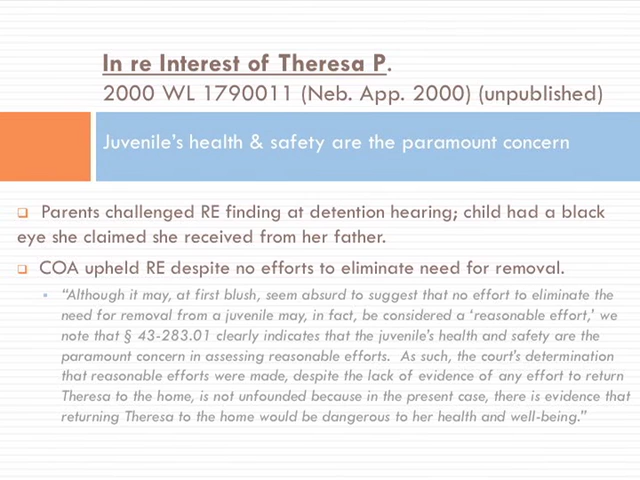 In re Interest of Theresa P.
2000 WL 1790011 (Neb. App. 2000) (unpublished)
Juvenile's health & safety are the paramount concern
Parents challenged RE finding at detention hearing; child had a black
eye she claimed she received from her father.
COA upheld RE despite no efforts to eliminate need for removal.
"Although it may, at first blush, seem absurd to suggest that no effort to eliminate the
need for removal from a juvenile may, in fact, be considered a 'reasonable effort,' we
note that § 43-283.01 clearly indicates that the juvenile's health and safety are the
paramount concern in assessing reasonable efforts. As such, the court's determination
that reasonable efforts were made, despite the lack of evidence of any effort to return
Theresa to the home, is not unfounded because in the present case, there is evidence that
returning Theresa to the home would be dangerous to her health and well-being."